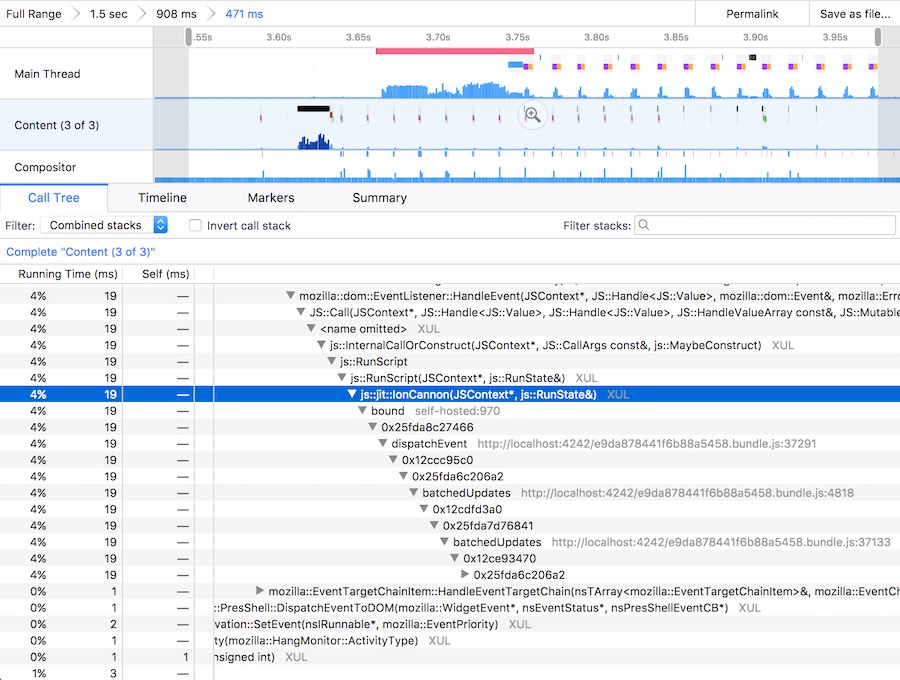 Full Range 1.5 sec 908 ms 471 ms Permalink Save as file...
.55s 3.60s 3.65s 3.70s 3.75s 3.80s 3.85s 3.90s 3.95s
Main Thread
Content (3 of 3)
Compositor
Call Tree Timeline Markers Summary
Filter: Combined stacks Invert call stack Filter stacks:
Complete "Content (3 of 3)"
Running Time (ms) Self (ms)
4% 19 — mozilla::dom::EventListener::HandleEvent(JSContext*, JS::Handle<JS::Value>, mozilla::dom::Event&, mozilla::Erro
4% 19 — JS::Call(JSContext*, JS::Handle<JS::Value>, JS::Handle<JS::Value>, JS::HandleValueArray const&, JS::Mutable
4% 19 — <name omitted> XUL
4% 19 — js::InternalCallOrConstruct(JSContext*, JS::CallArgs const&, js::MaybeConstruct) XUL
4% 19 — js::RunScript
4% 19 — js::RunScript(JSContext*, js::RunState&) XUL
4% 19 — js::jit::IonCannon(JSContext*, js::RunState&) XUL
4% 19 — bound self-hosted:970
4% 19 — 0x25fda8c27466
4% 19 — dispatchEvent http://localhost:4242/e9da878441f6b88a5458.bundle.js:37291
4% 19 — 0x12ccc95c0
4% 19 — 0x25fda6c206a2
4% 19 — batchedUpdates http://localhost:4242/e9da878441f6b88a5458.bundle.js:4818
4% 19 — 0x12cdfd3a0
4% 19 — 0x25fda7d76841
4% 19 — batchedUpdates http://localhost:4242/e9da878441f6b88a5458.bundle.js:37133
4% 19 — 0x12ce93470
4% 19 — 0x25fda6c206a2
0% 1 — mozilla::EventTargetChainItem::HandleEventTargetChain(nsTArray<mozilla::EventTargetChainItem>&, mozilla::EventCh
0% 1 — ::PresShell::DispatchEventToDOM(mozilla::WidgetEvent*, nsEventStatus*, nsPresShellEventCB*) XUL
0% 2 — vation::SetEvent(nsIRunnable*, mozilla::EventPriority) XUL
0% 1 — ty(mozilla::HangMonitor::ActivityType) XUL
0% 1 1 nsigned int) XUL
1% 3 —